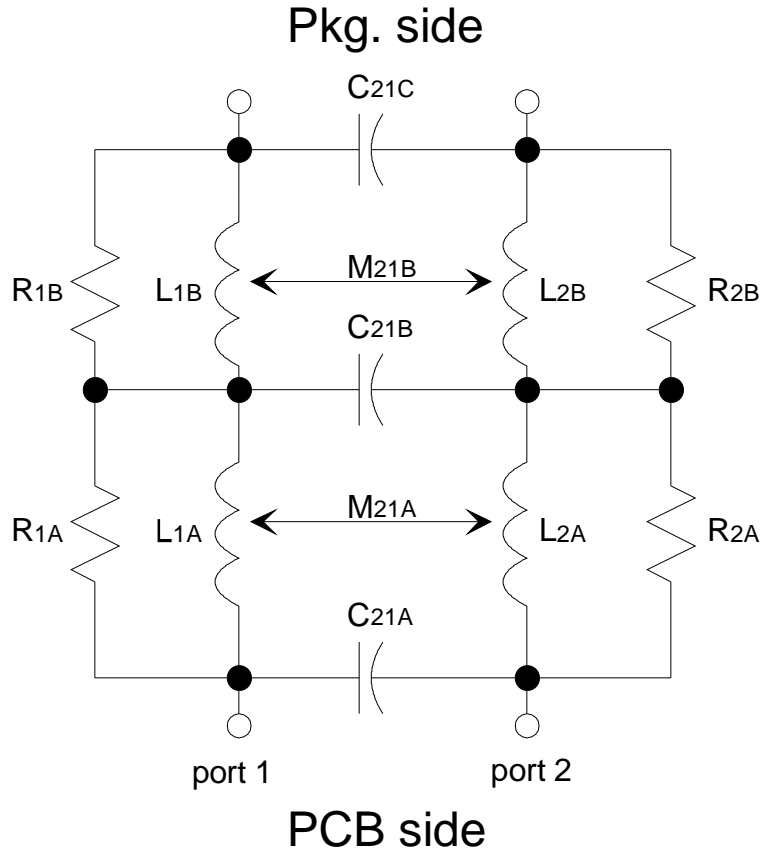 Pkg. side
C21C
R1B L1B M21B L2B R2B
C21B
R1A L1A M21A L2A R2A
C21A
port 1 port 2
PCB side